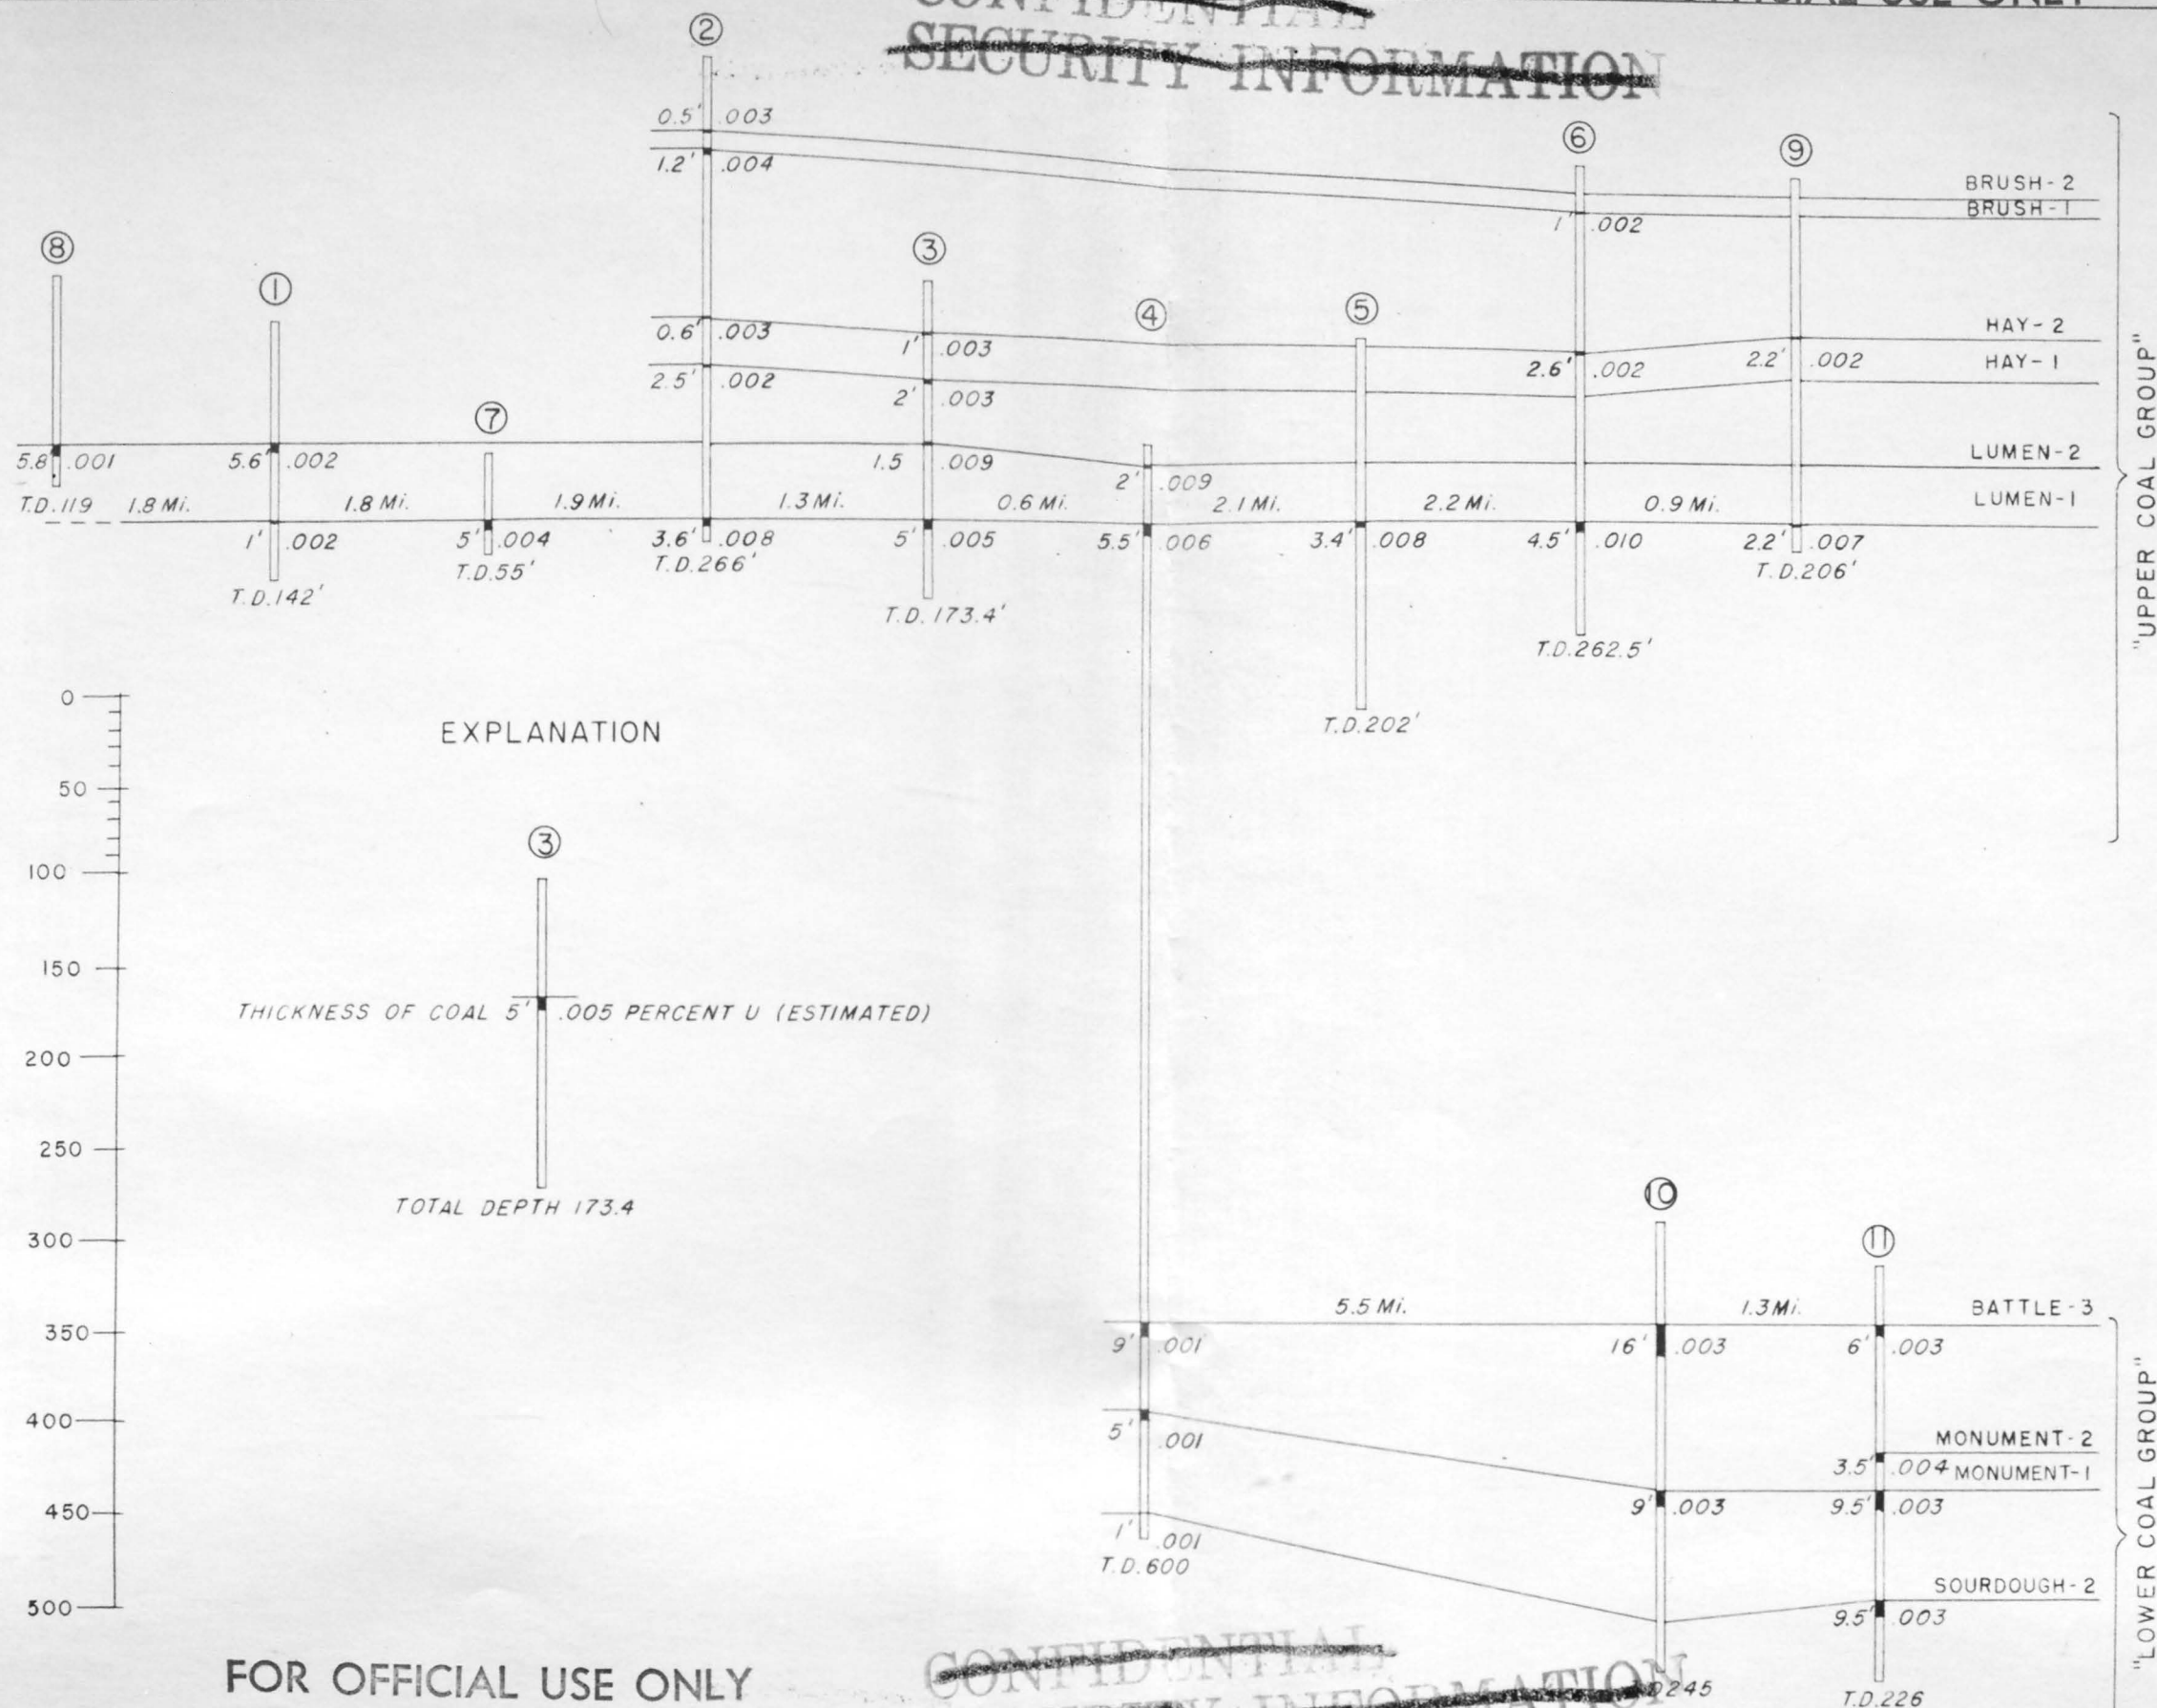 CONFIDENTIAL
USE ONLY
SECURITY INFORMATION
②
0.5' .003
1.2' .004
⑥
⑨
BRUSH-2
BRUSH-1
1' .002
⑧
①
③
④
⑤
0.6' .003
1' .003
HAY-2
2.6' .002
2.2' .002
HAY-1
2.5' .002
2' .003
⑦
5.8' .001
5.6' .002
1.5 .009
2' .009
LUMEN-2
T.D.119
1.8 Mi.
1.8 Mi.
1.9 Mi.
1.3 Mi.
0.6 Mi.
2.1 Mi.
2.2 Mi.
0.9 Mi.
LUMEN-1
1' .002
5' .004
3.6' .008
5' .005
5.5' .006
3.4' .008
4.5' .010
2.2' .007
T.D.142'
T.D.55'
T.D.266'
T.D.173.4'
T.D.202'
T.D.262.5'
T.D.206'
"UPPER COAL GROUP"
0
50
100
150
200
250
300
350
400
450
500
EXPLANATION
③
THICKNESS OF COAL 5' .005 PERCENT U (ESTIMATED)
TOTAL DEPTH 173.4
⑩
⑪
5.5 Mi.
1.3 Mi.
BATTLE-3
9' .001
16' .003
6' .003
5' .001
MONUMENT-2
3.5' .004
MONUMENT-1
9' .003
9.5' .003
1' .001
T.D.600
SOURDOUGH-2
9.5' .003
245
T.D.226
"LOWER COAL GROUP"
FOR OFFICIAL USE ONLY
CONFIDENTIAL
INFORMATION